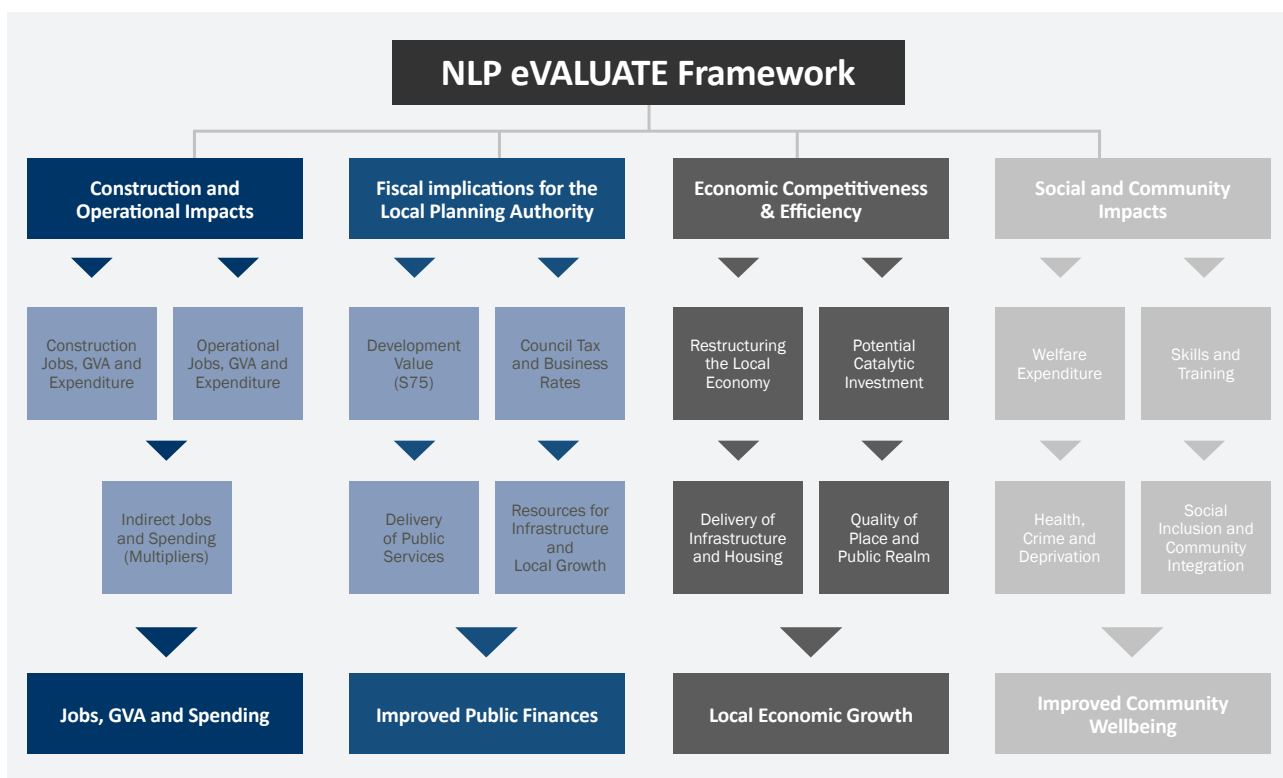 NLP eVALUATE Framework
Construction and
Operational Impacts
Fiscal implications for the
Local Planning Authority
Economic Competitiveness
& Efficiency
Social and Community
Impacts
Construction
Jobs, GVA and
Expenditure
Operational
Jobs, GVA and
Expenditure
Development
Value
(S75)
Council Tax
and Business
Rates
Restructuring
the Local
Economy
Potential
Catalytic
Investment
Welfare
Expenditure
Skills and
Training
Indirect Jobs
and Spending
(Multipliers)
Delivery
of Public
Services
Resources for
Infrastructure
and
Local Growth
Delivery of
Infrastructure
and Housing
Quality of
Place and
Public Realm
Health,
Crime and
Deprivation
Social
Inclusion and
Community
Integration
Jobs, GVA and Spending
Improved Public Finances
Local Economic Growth
Improved Community
Wellbeing